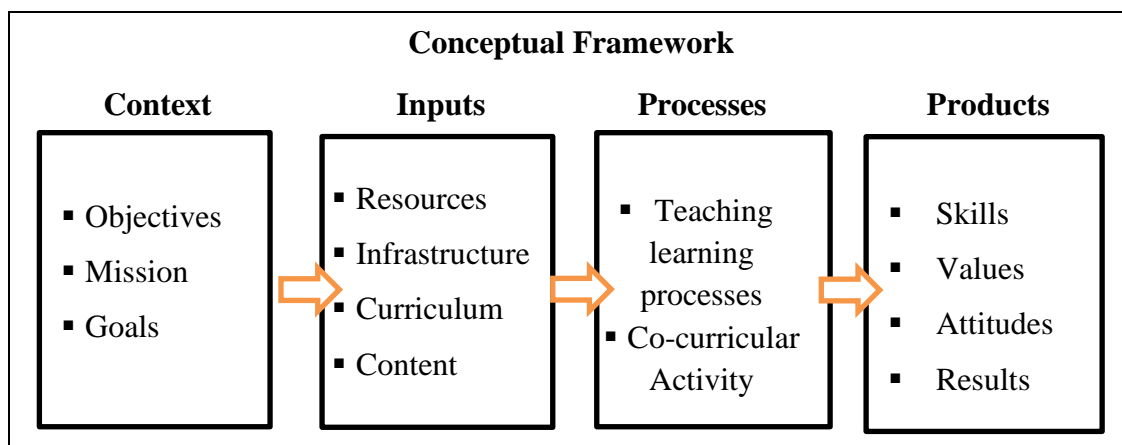 Conceptual Framework
Context
▪ Objectives
▪ Mission
▪ Goals
Inputs
▪ Resources
▪ Infrastructure
▪ Curriculum
▪ Content
Processes
▪ Teaching
learning
processes
▪ Co-curricular
Activity
Products
▪ Skills
▪ Values
▪ Attitudes
▪ Results